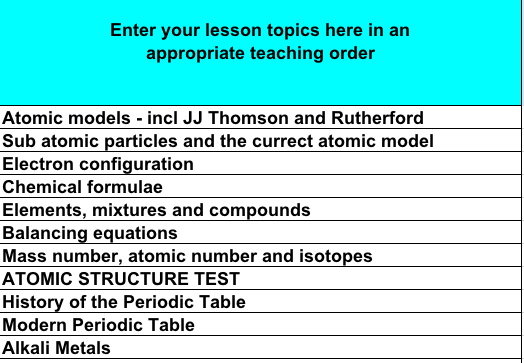 Enter your lesson topics here in an
appropriate teaching order
Atomic models - incl JJ Thomson and Rutherford
Sub atomic particles and the currect atomic model
Electron configuration
Chemical formulae
Elements, mixtures and compounds
Balancing equations
Mass number, atomic number and isotopes
ATOMIC STRUCTURE TEST
History of the Periodic Table
Modern Periodic Table
Alkali Metals